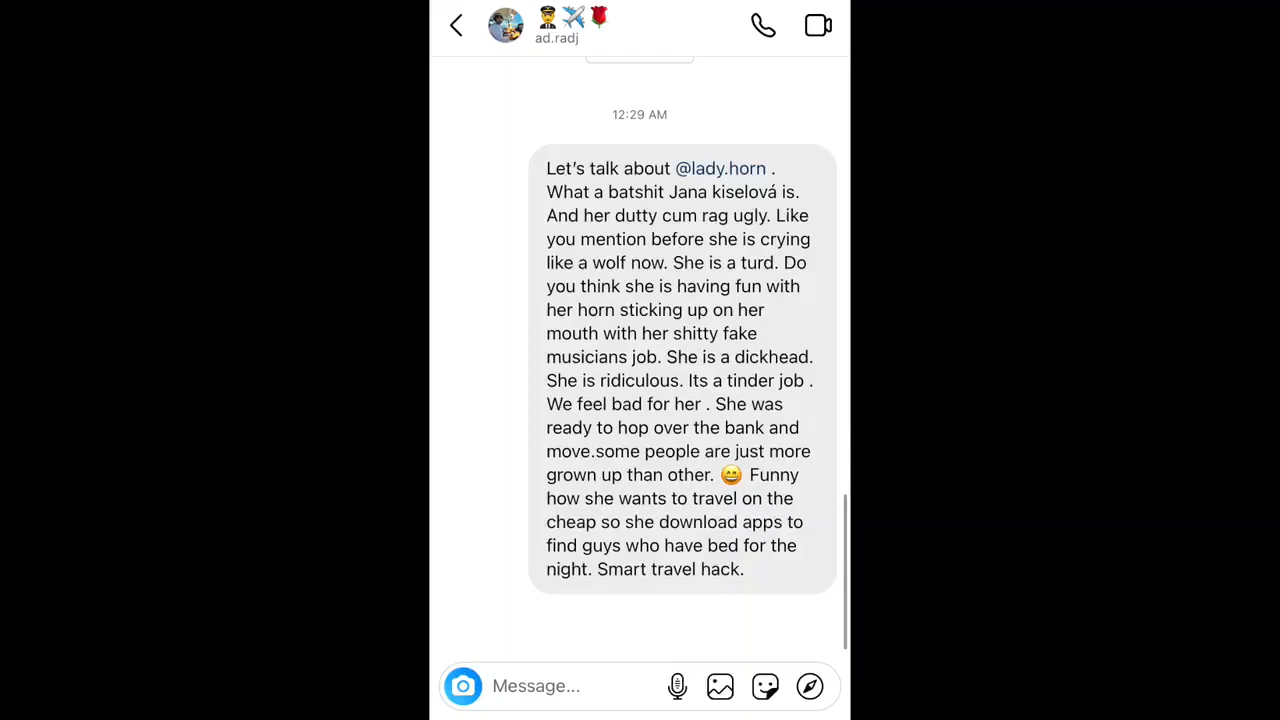 👨‍✈️✈️🌹
ad.radj
12:29 AM
Let’s talk about @lady.horn .
What a batshit Jana kiselová is.
And her dutty cum rag ugly. Like
you mention before she is crying
like a wolf now. She is a turd. Do
you think she is having fun with
her horn sticking up on her
mouth with her shitty fake
musicians job. She is a dickhead.
She is ridiculous. Its a tinder job .
We feel bad for her . She was
ready to hop over the bank and
move.some people are just more
grown up than other. 😄 Funny
how she wants to travel on the
cheap so she download apps to
find guys who have bed for the
night. Smart travel hack.
Message...